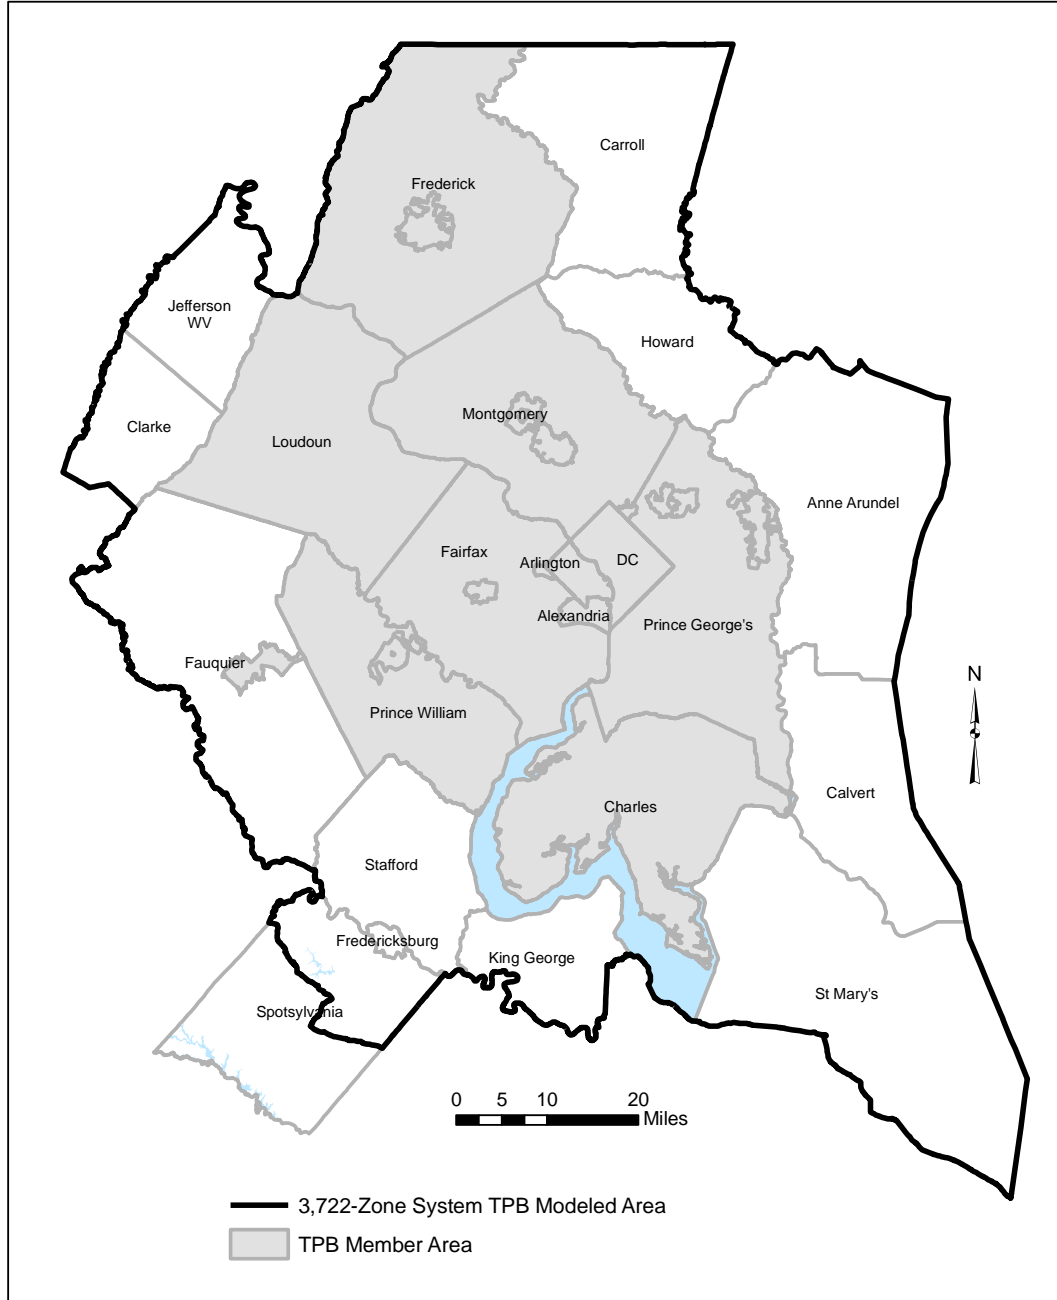 Carroll
Frederick
Jefferson
WV
Howard
Clarke
Loudoun
Montgomery
Anne Arundel
Fairfax
Arlington
DC
Alexandria
Prince George's
Fauquier
N
Prince William
Calvert
Charles
Stafford
Fredericksburg
King George
St Mary's
Spotsylvania
0 5 10 20
Miles
3,722-Zone System TPB Modeled Area
TPB Member Area